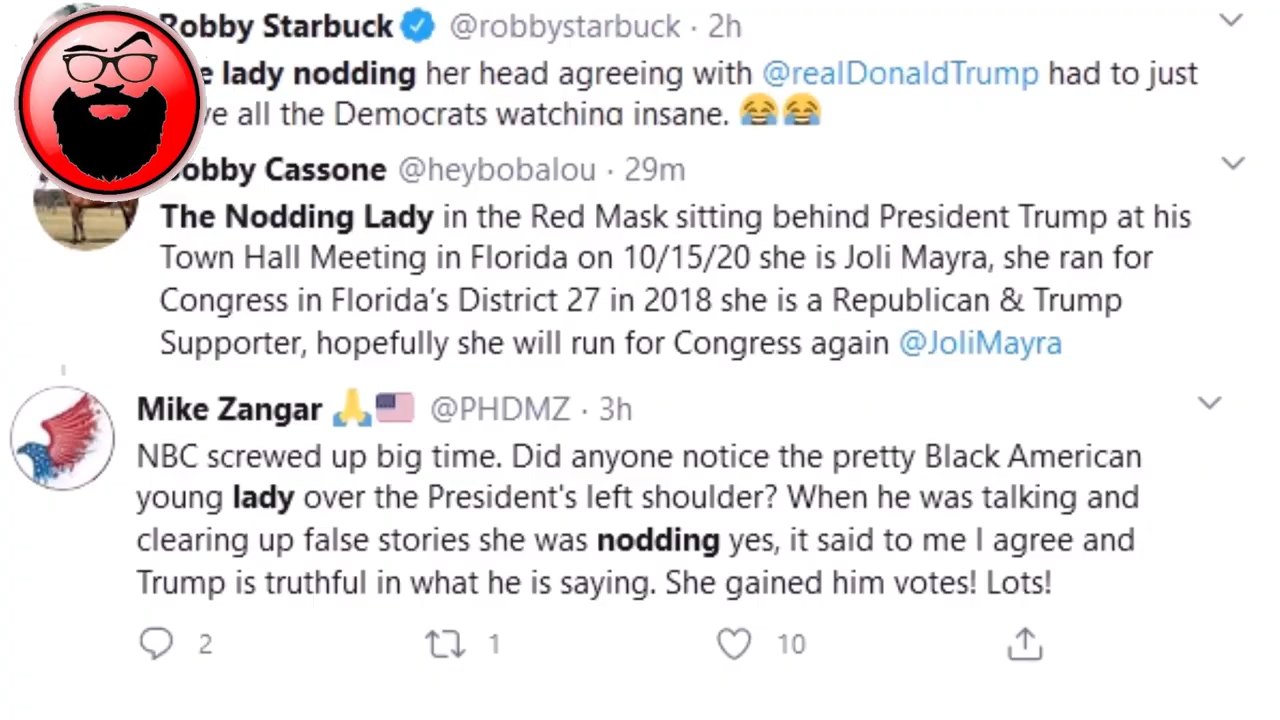 Robby Starbuck @robbystarbuck · 2h
lady nodding her head agreeing with @realDonaldTrump had to just
all the Democrats watching insane. 😂😂
Bobby Cassone @heybobalou · 29m
The Nodding Lady in the Red Mask sitting behind President Trump at his
Town Hall Meeting in Florida on 10/15/20 she is Joli Mayra, she ran for
Congress in Florida's District 27 in 2018 she is a Republican & Trump
Supporter, hopefully she will run for Congress again @JoliMayra
Mike Zangar 🙏🇺🇸 @PHDMZ · 3h
NBC screwed up big time. Did anyone notice the pretty Black American
young lady over the President's left shoulder? When he was talking and
clearing up false stories she was nodding yes, it said to me I agree and
Trump is truthful in what he is saying. She gained him votes! Lots!
2 1 10